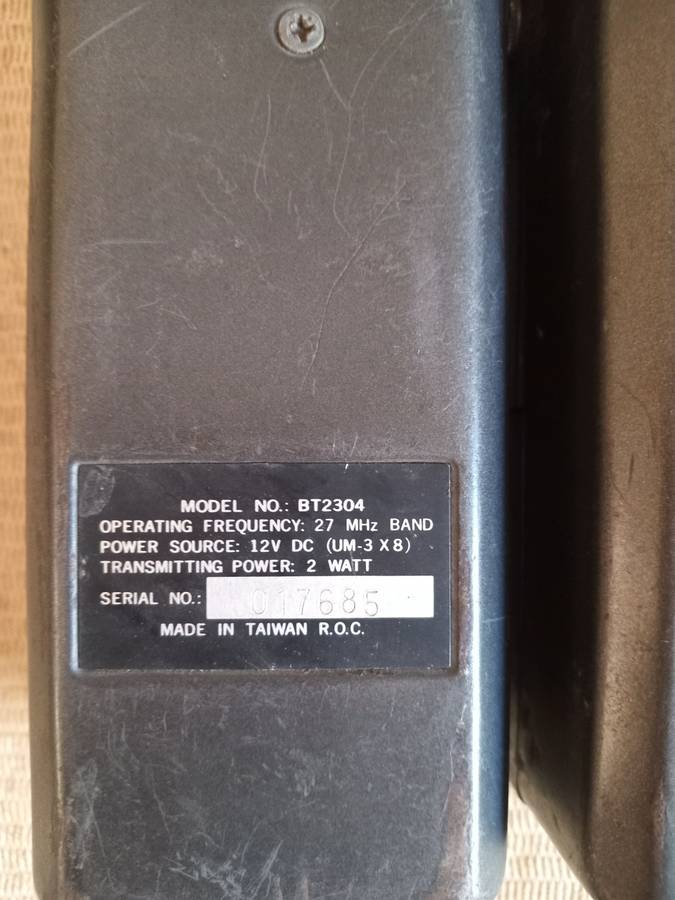 MODEL NO.: BT2304
OPERATING FREQUENCY: 27 MHz BAND
POWER SOURCE: 12V DC (UM-3 X 8)
TRANSMITTING POWER: 2 WATT
SERIAL NO.: 017685
MADE IN TAIWAN R.O.C.